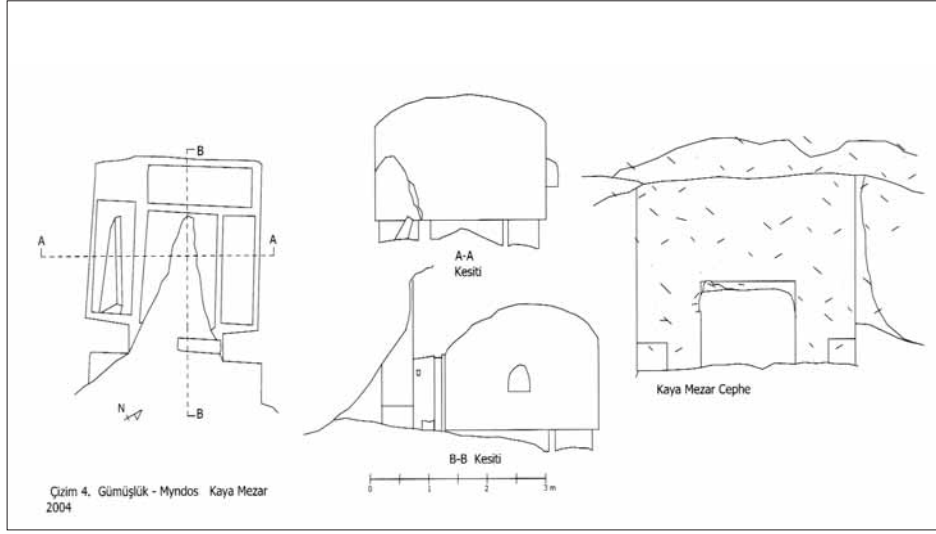 B
A
A
B
N
A-A
Kesiti
B-B Kesiti
0 1 2 3 m
Kaya Mezar Cephe
Çizim 4. Gümüşlük - Myndos Kaya Mezar
2004